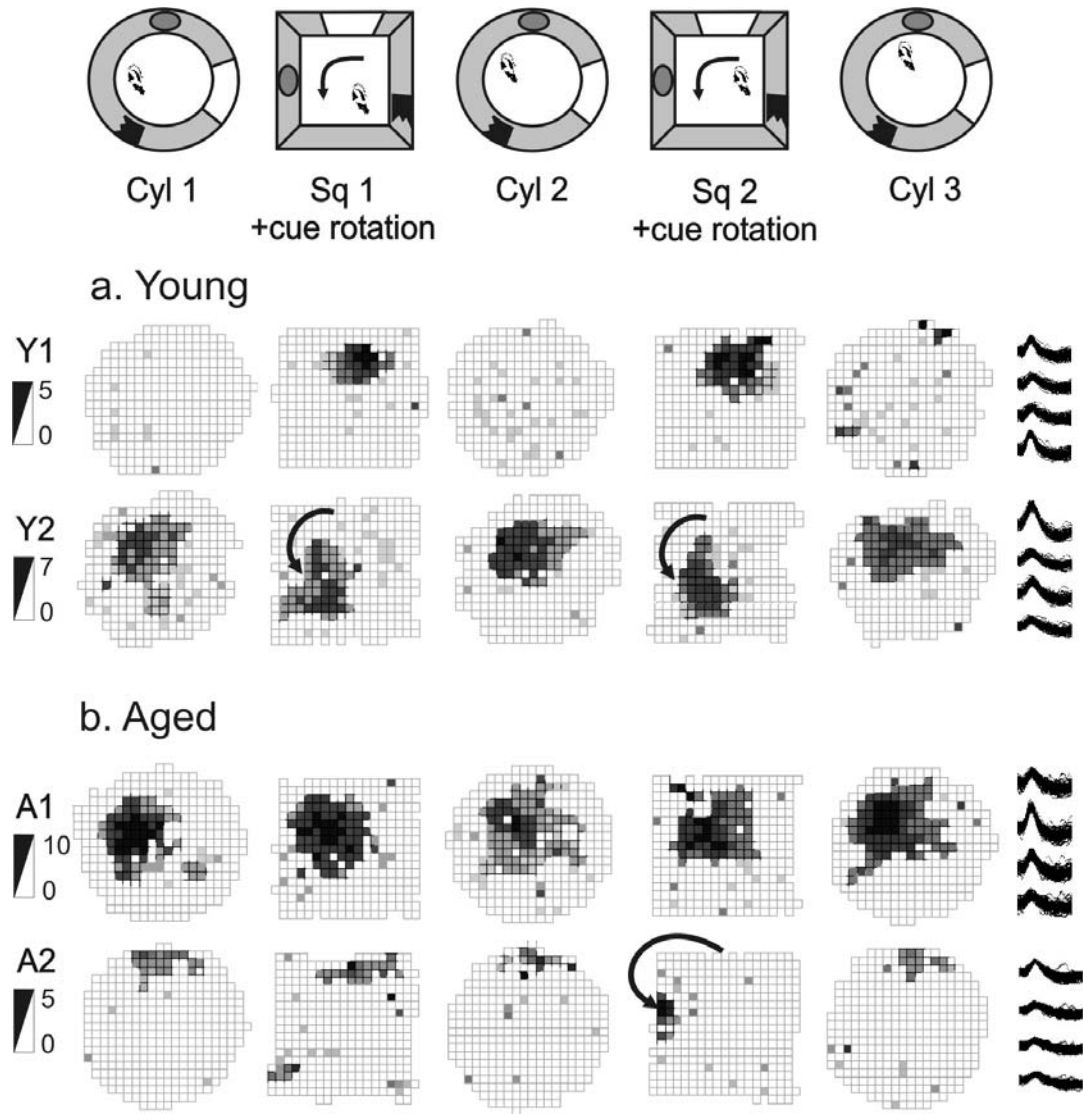 Cyl 1 Sq 1 Cyl 2 Sq 2 Cyl 3
+cue rotation +cue rotation
a. Young
Y1
5
0
Y2
7
0
b. Aged
A1
10
0
A2
5
0